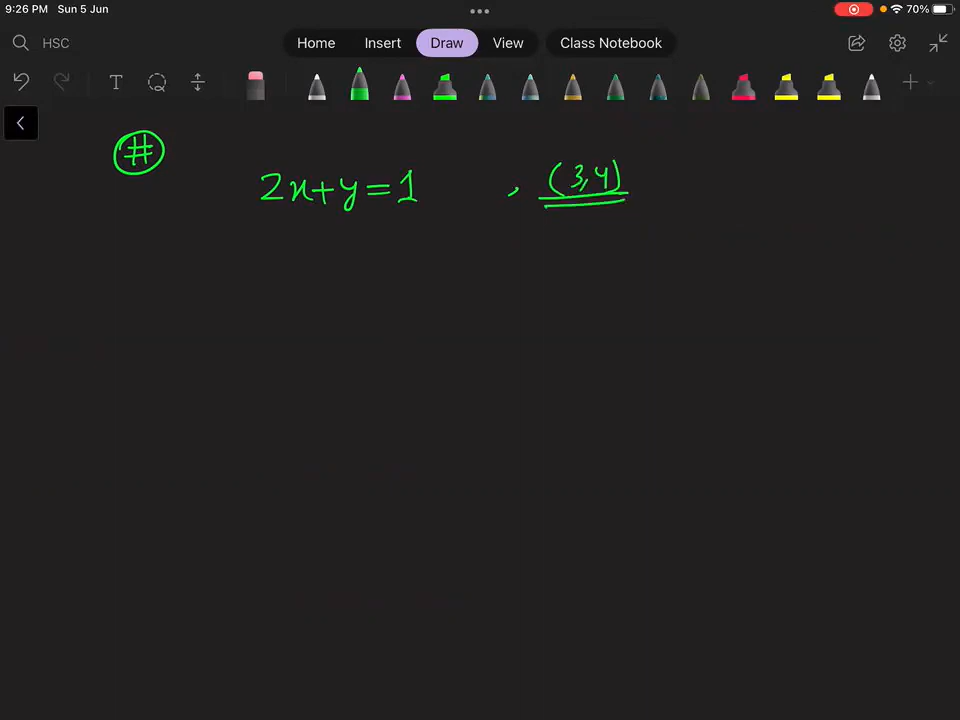 9:26 PM Sun 5 Jun 70%
HSC Home Insert Draw View Class Notebook
T
#
2x+y=1 , (3,4)